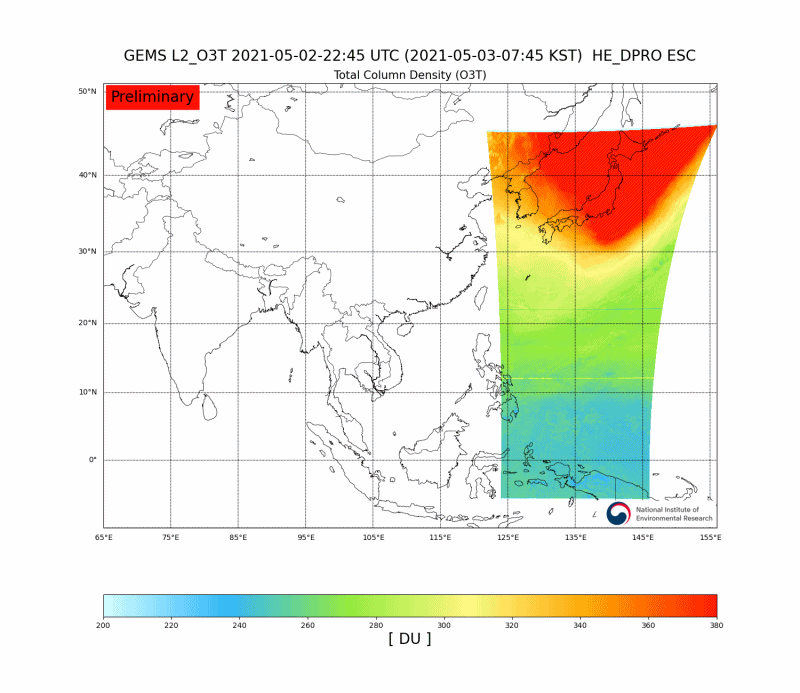 GEMS L2_O3T 2021-05-02-22:45 UTC (2021-05-03-07:45 KST)  HE_DPRO ESC
Total Column Density (O3T)
50°N
Preliminary
40°N
30°N
20°N
10°N
0°
National Institute of
Environmental Research
65°E 75°E 85°E 95°E 105°E 115°E 125°E 135°E 145°E 155°E
200 220 240 260 280 300 320 340 360 380
[ DU ]